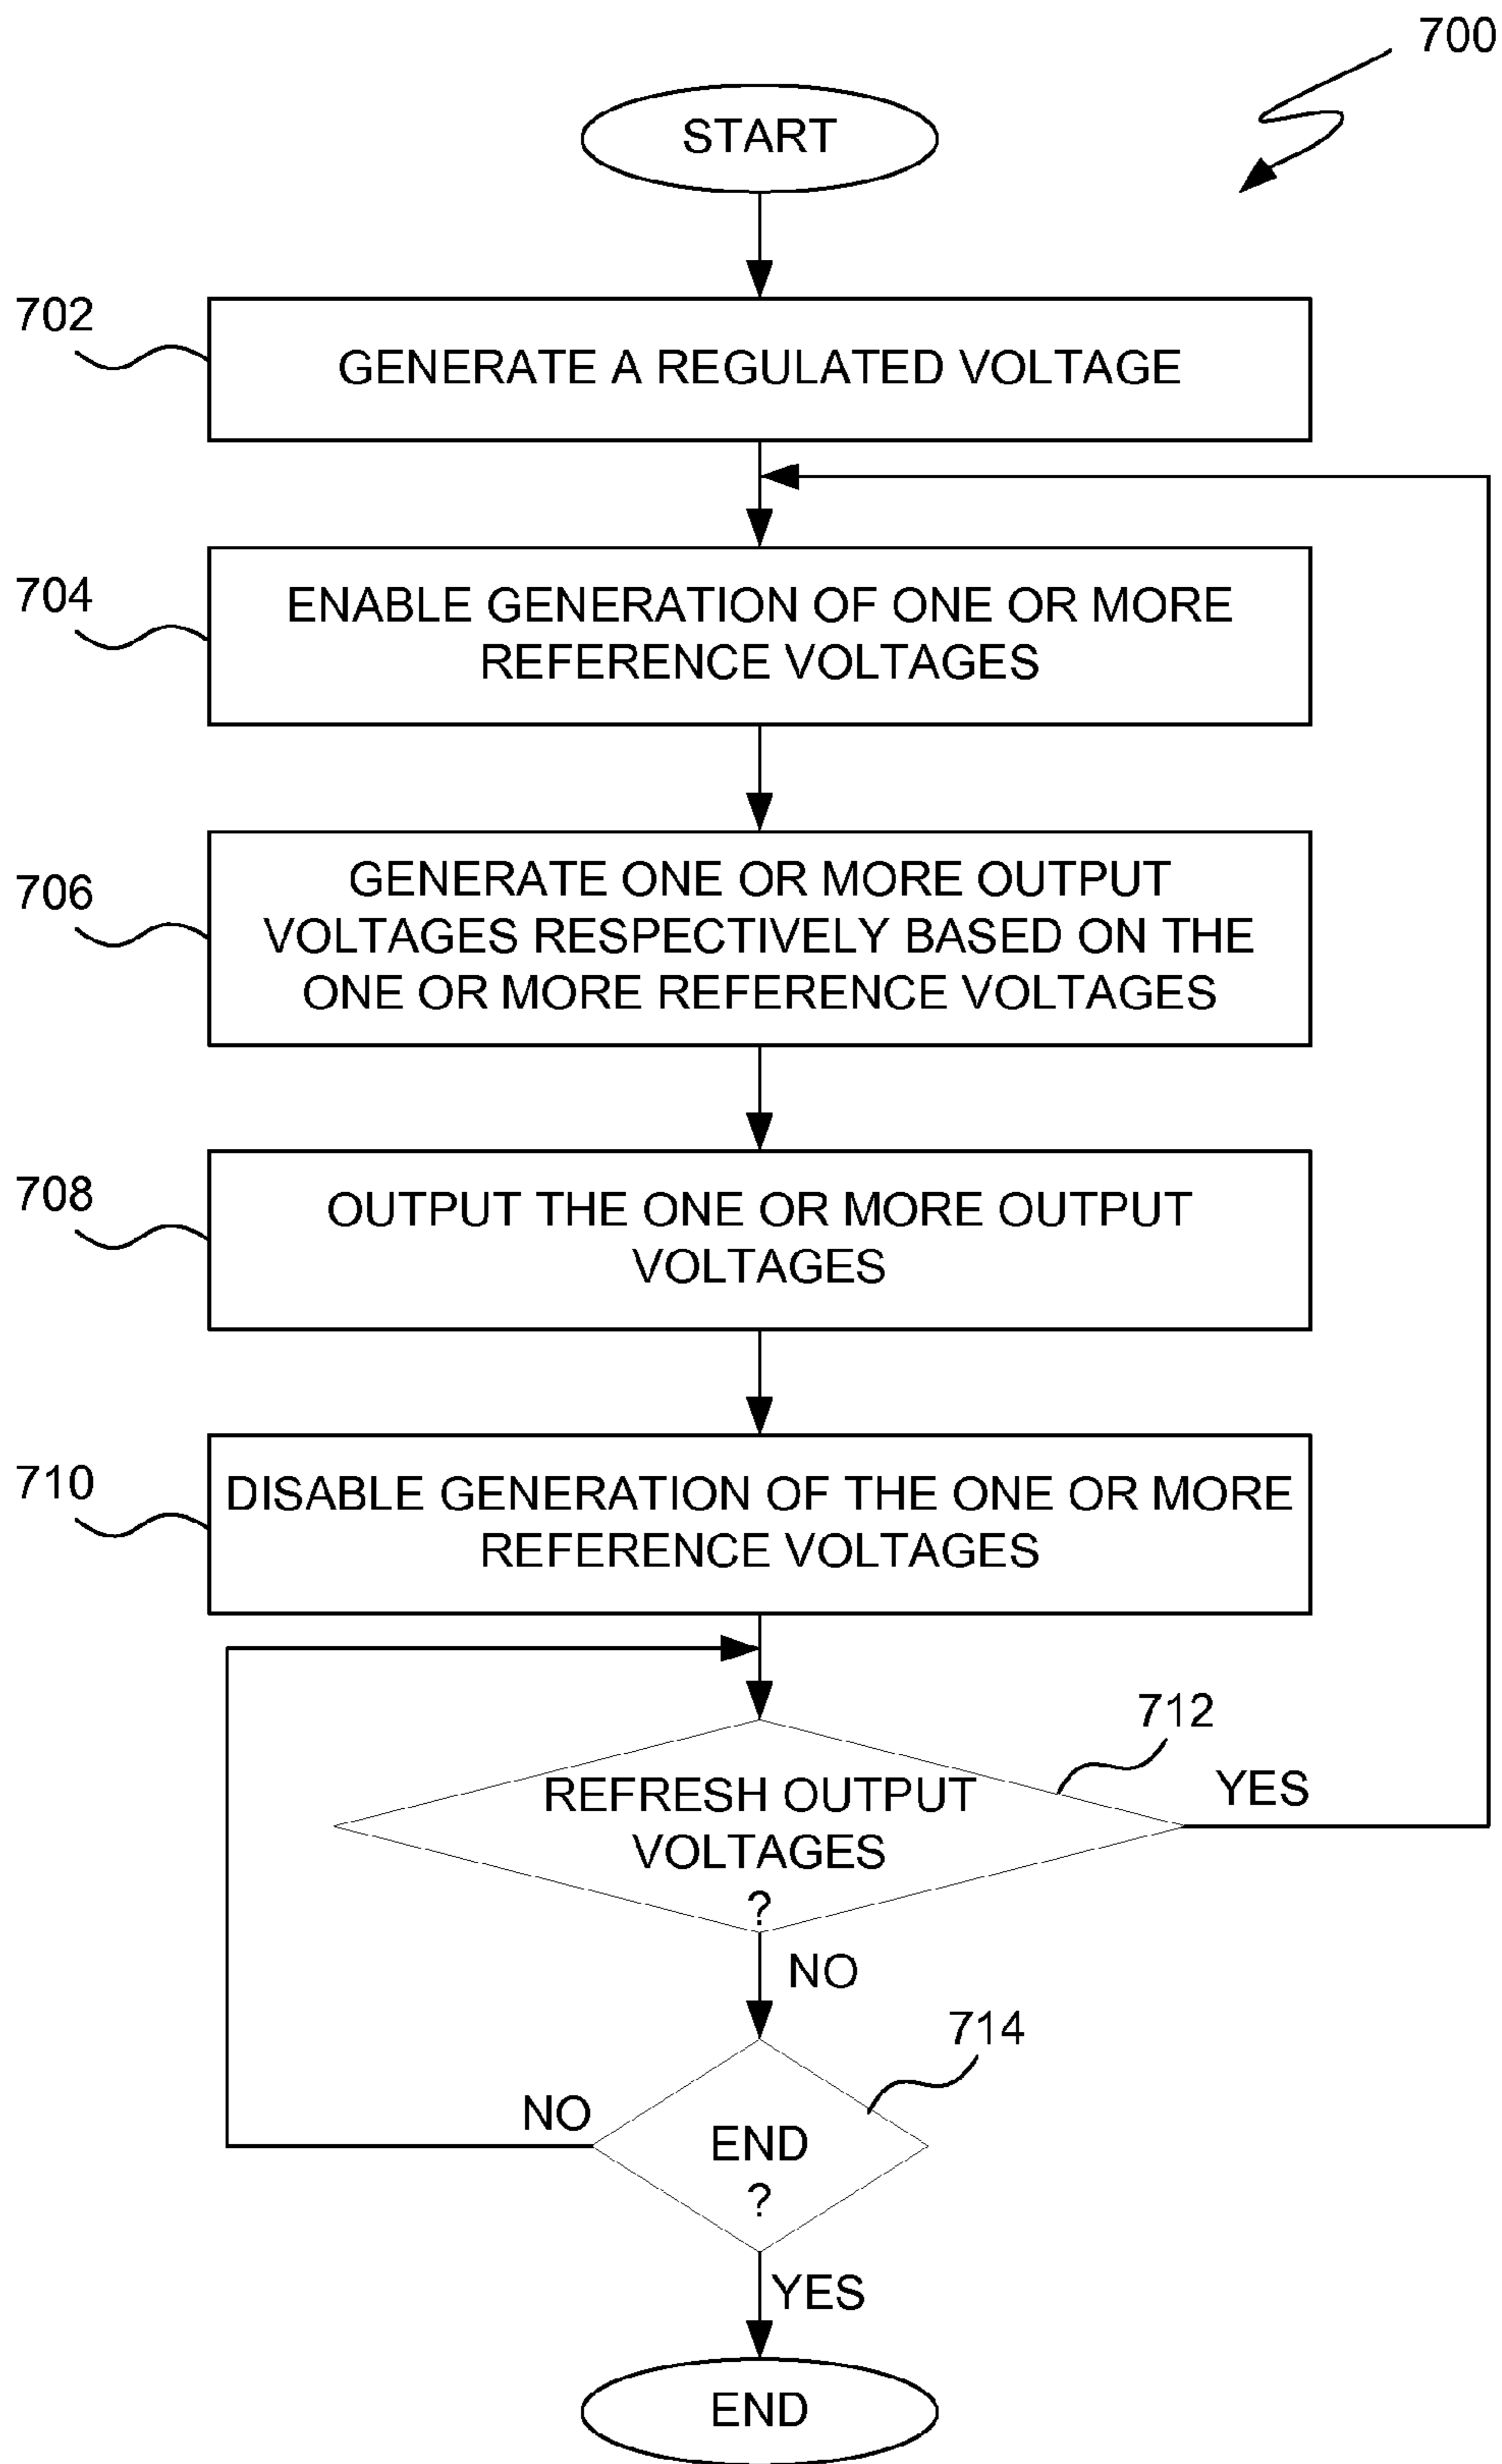 700
START
702
GENERATE A REGULATED VOLTAGE
704
ENABLE GENERATION OF ONE OR MORE
REFERENCE VOLTAGES
706
GENERATE ONE OR MORE OUTPUT
VOLTAGES RESPECTIVELY BASED ON THE
ONE OR MORE REFERENCE VOLTAGES
708
OUTPUT THE ONE OR MORE OUTPUT
VOLTAGES
710
DISABLE GENERATION OF THE ONE OR MORE
REFERENCE VOLTAGES
712
REFRESH OUTPUT
VOLTAGES
?
YES
NO
714
NO
END
?
YES
END